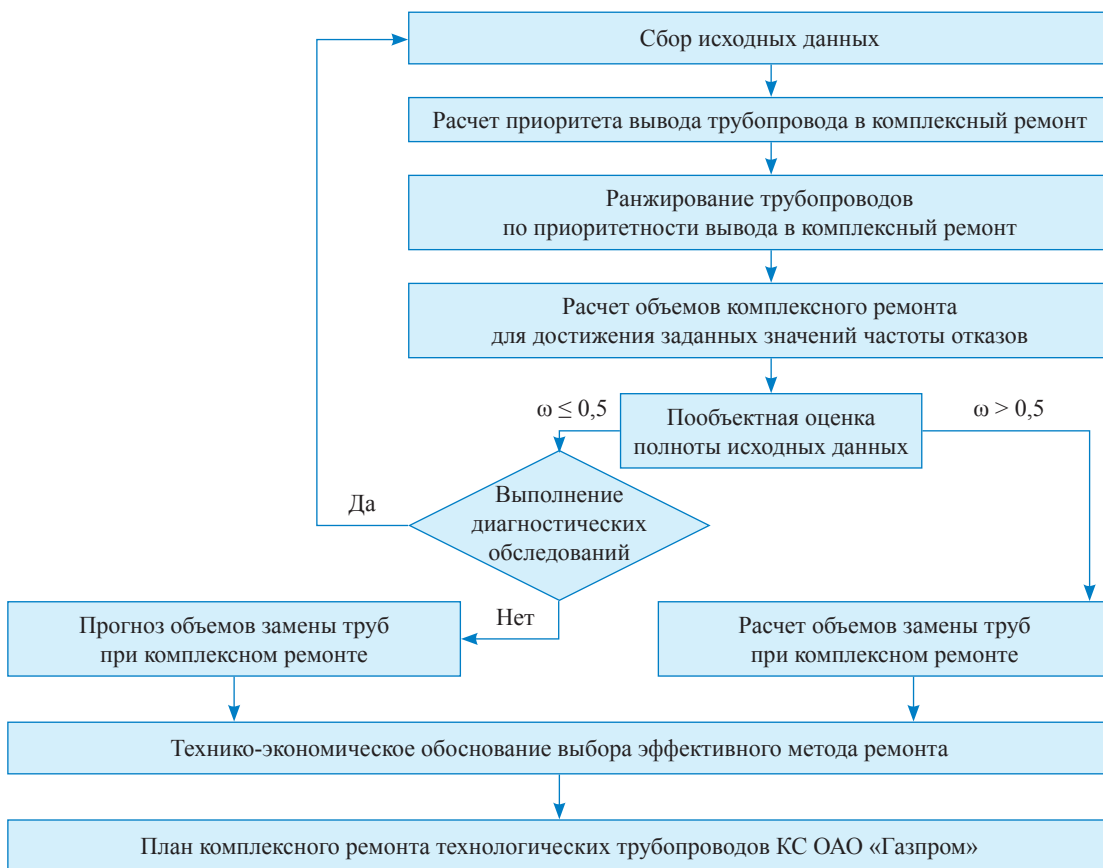 Сбор исходных данных
Расчет приоритета вывода трубопровода в комплексный ремонт
Ранжирование трубопроводов
по приоритетности вывода в комплексный ремонт
Расчет объемов комплексного ремонта
для достижения заданных значений частоты отказов
ω ≤ 0,5
Пообъектная оценка
полноты исходных данных
ω > 0,5
Да
Выполнение
диагностических
обследований
Нет
Прогноз объемов замены труб
при комплексном ремонте
Расчет объемов замены труб
при комплексном ремонте
Технико-экономическое обоснование выбора эффективного метода ремонта
План комплексного ремонта технологических трубопроводов КС ОАО «Газпром»